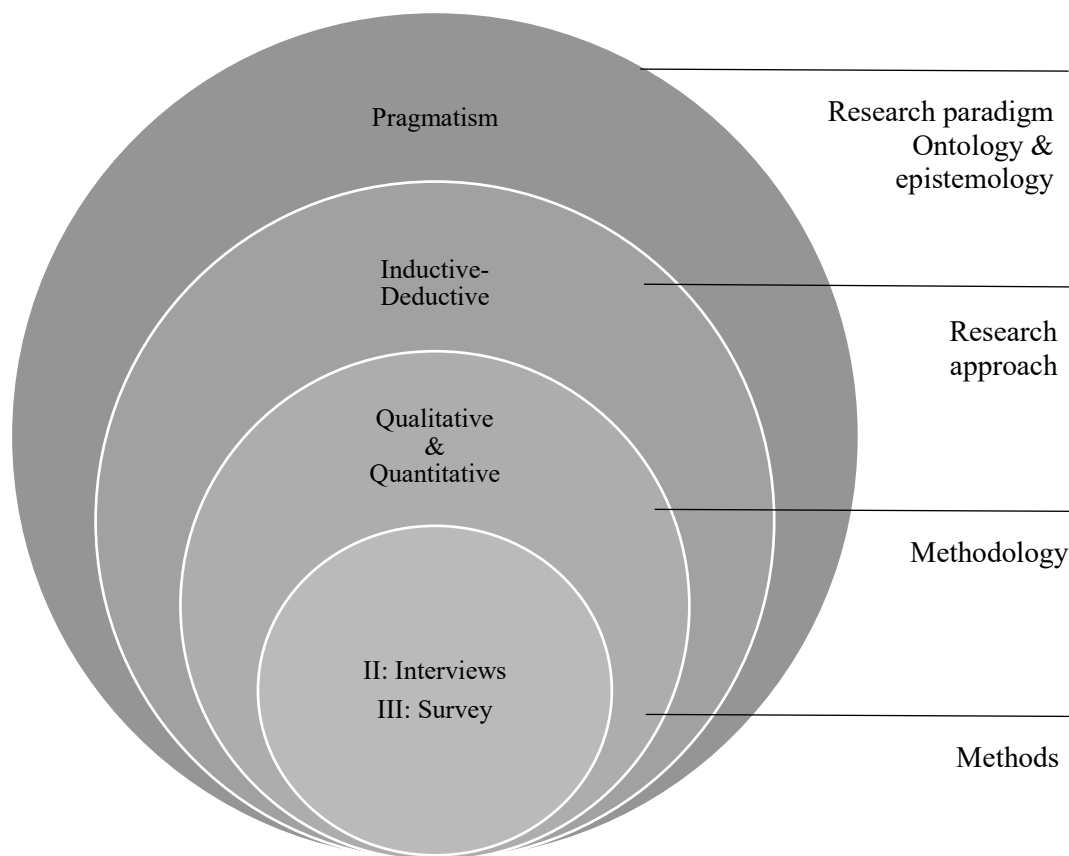 Pragmatism
Research paradigm
Ontology &
epistemology
Inductive-
Deductive
Research
approach
Qualitative
&
Quantitative
Methodology
II: Interviews
III: Survey
Methods